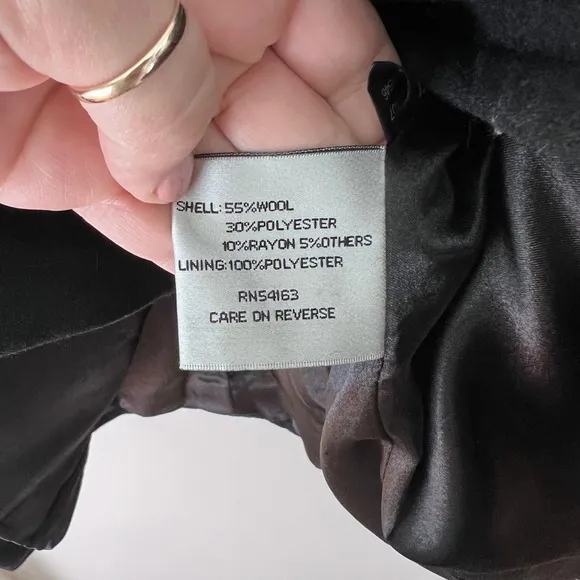 SHELL: 55%WOOL
30%POLYESTER
10%RAYON 5%OTHERS
LINING:100%POLYESTER
RN54163
CARE ON REVERSE